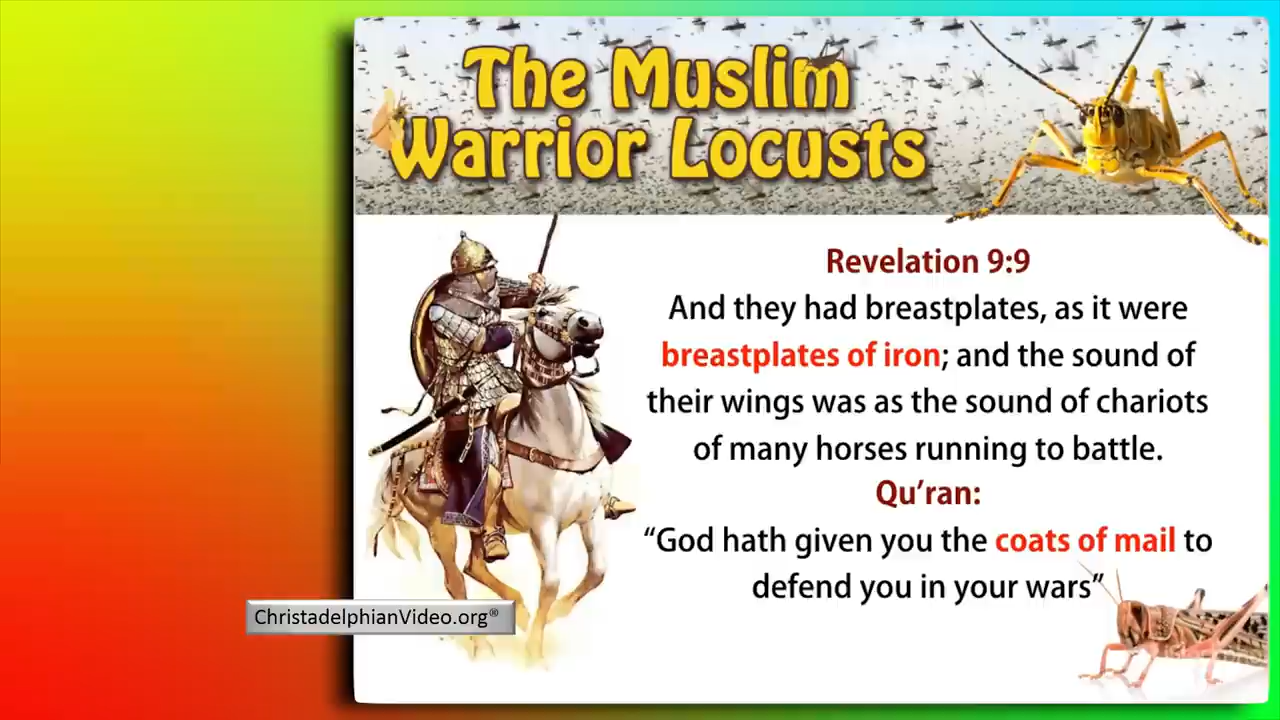 The Muslim
Warrior Locusts
Revelation 9:9
And they had breastplates, as it were
breastplates of iron; and the sound of
their wings was as the sound of chariots
of many horses running to battle.
Qu’ran:
“God hath given you the coats of mail to
defend you in your wars”
ChristadelphianVideo.org®